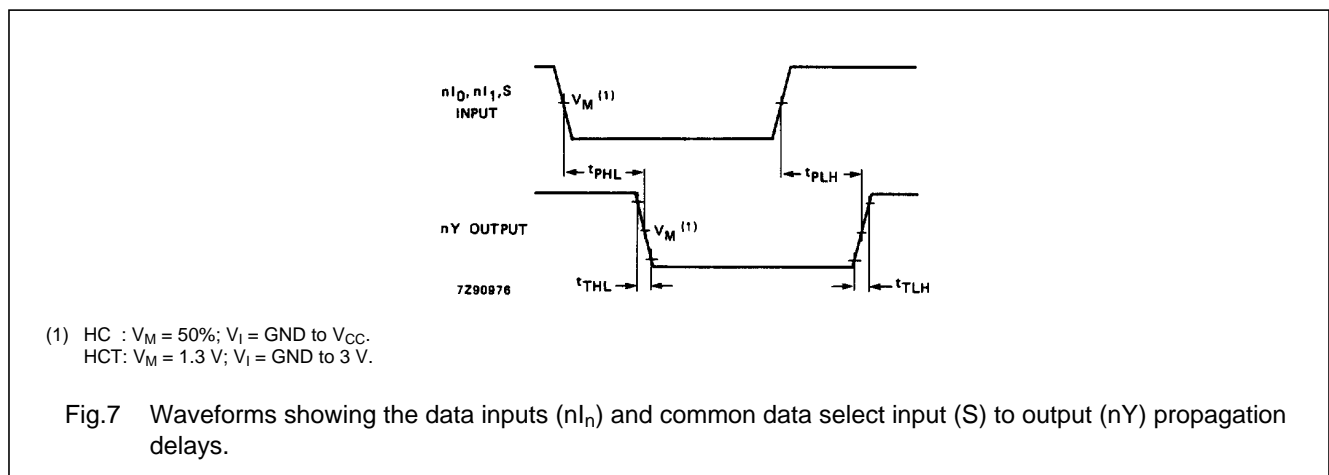 nI0, nI1, S
INPUT
VM (1)
tPHL
tPLH
nY OUTPUT
VM (1)
tTHL
tTLH
7Z90976
(1) HC : VM = 50%; VI = GND to VCC.
HCT: VM = 1.3 V; VI = GND to 3 V.
Fig.7 Waveforms showing the data inputs (nIn) and common data select input (S) to output (nY) propagation
delays.